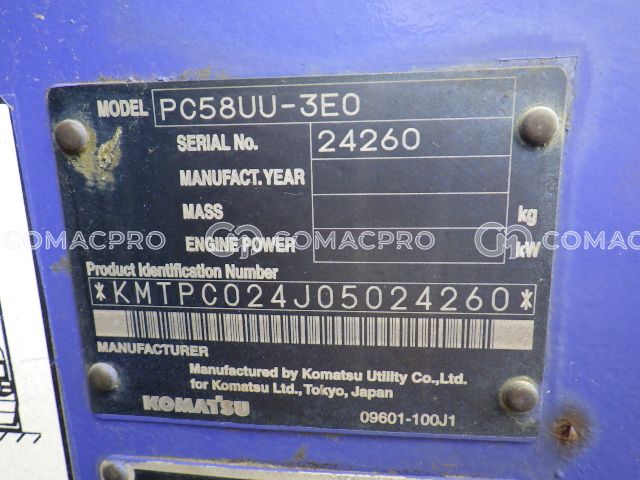 MODEL PC58UU-3E0
SERIAL No. 24260
MANUFACT. YEAR
MASS kg
ENGINE POWER kW
COMACPRO COMACPRO CO
Product Identification Number
*KMTPC024J05024260*
MANUFACTURER
Manufactured by Komatsu Utility Co.,Ltd.
for Komatsu Ltd., Tokyo, Japan
KOMATSU 09601-100J1